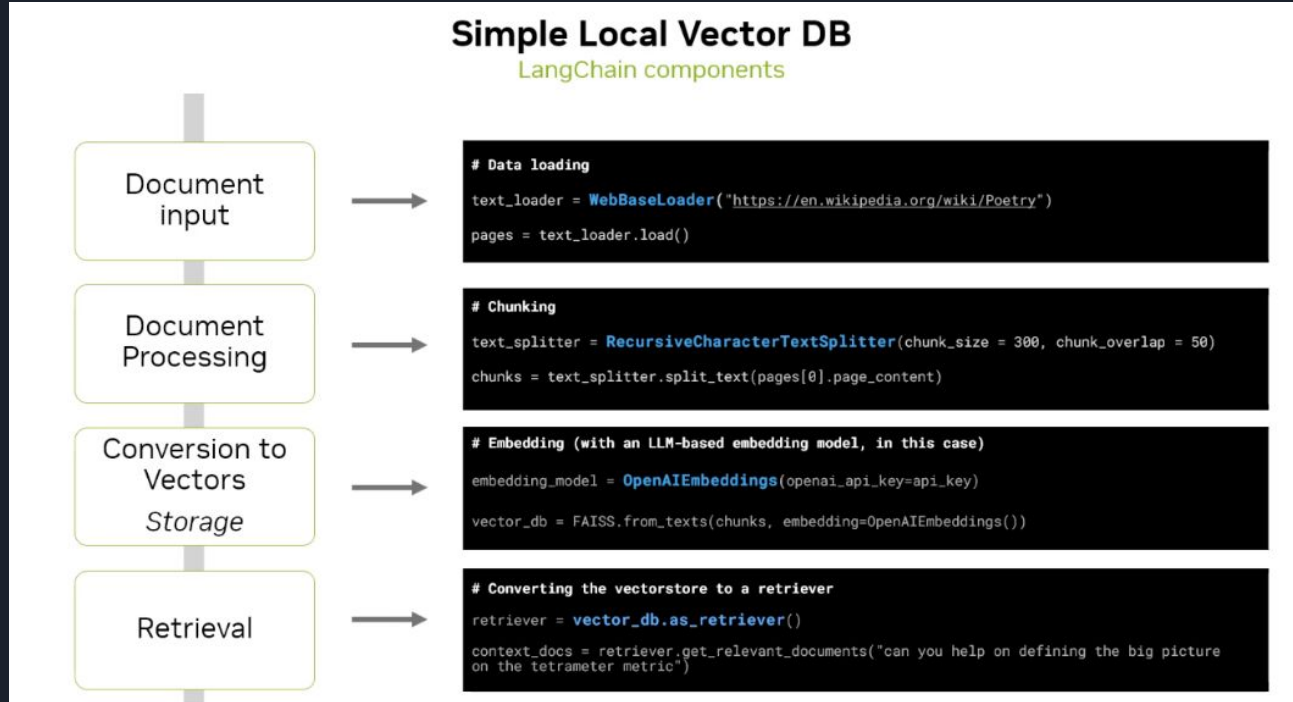 Simple Local Vector DB
LangChain components
Document
input
# Data loading
text_loader = WebBaseLoader("https://en.wikipedia.org/wiki/Poetry")
pages = text_loader.load()
Document
Processing
# Chunking
text_splitter = RecursiveCharacterTextSplitter(chunk_size = 300, chunk_overlap = 50)
chunks = text_splitter.split_text(pages[0].page_content)
Conversion to
Vectors
Storage
# Embedding (with an LLM-based embedding model, in this case)
embedding_model = OpenAIEmbeddings(openai_api_key=api_key)
vector_db = FAISS.from_texts(chunks, embedding=OpenAIEmbeddings())
Retrieval
# Converting the vectorstore to a retriever
retriever = vector_db.as_retriever()
context_docs = retriever.get_relevant_documents("can you help on defining the big picture
on the tetrameter metric")